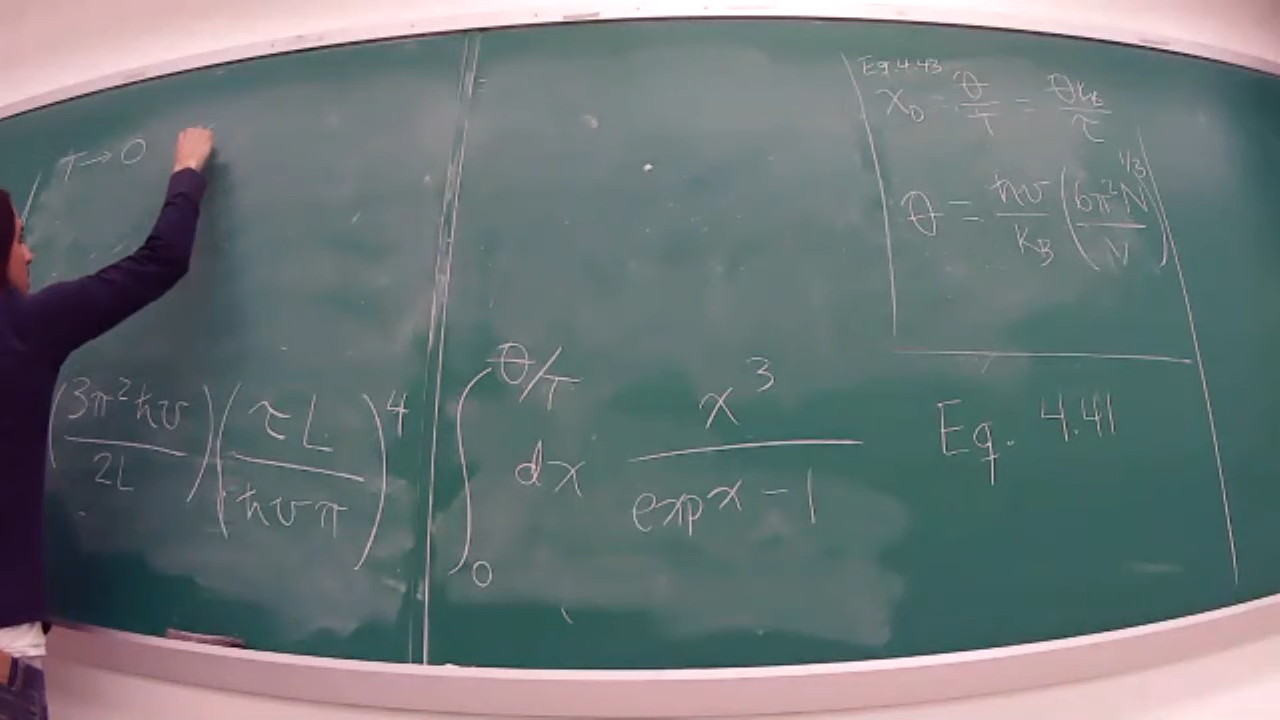 T → 0
(3π²ħv / 2L) (τL / ħvπ)⁴ ∫₀^(θ/T) dx x³ / (exp x − 1)
Eq. 4.41
Eq. 4.43
x_D = θ/T = θk_B/τ
θ = ħv/k_B (6π²N/V)^(1/3)